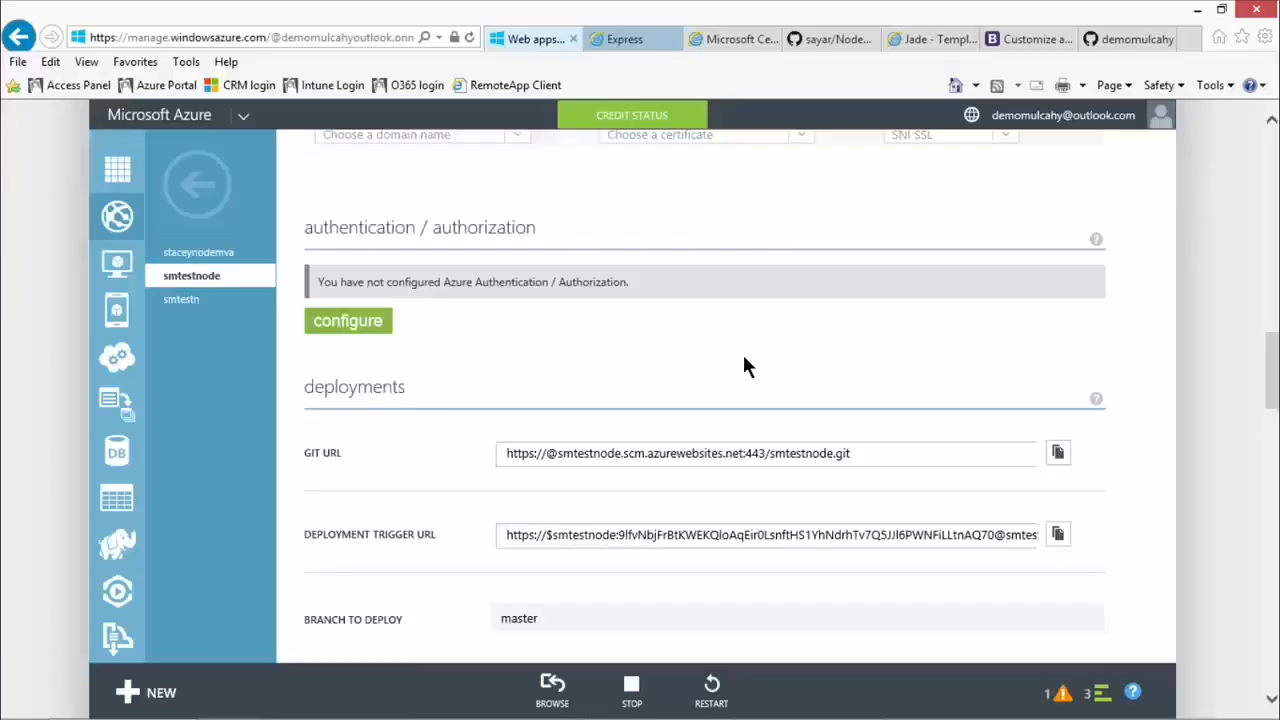 https://manage.windowsazure.com/@demomulcahyoutlook.onn
Web apps...
Express
Microsoft Ce...
sayar/Node...
Jade - Templ...
Customize a...
demomulcahy
File Edit View Favorites Tools Help
Access Panel Azure Portal CRM login Intune Login O365 login RemoteApp Client
Page Safety Tools
Microsoft Azure
CREDIT STATUS
demomulcahy@outlook.com
Choose a domain name
Choose a certificate
SNI SSL
staceynodemva
smtestnode
smtestn
authentication / authorization
You have not configured Azure Authentication / Authorization.
configure
deployments
GIT URL
https://@smtestnode.scm.azurewebsites.net:443/smtestnode.git
DEPLOYMENT TRIGGER URL
BRANCH TO DEPLOY
master
DB
NEW
BROWSE
STOP
RESTART
1
3